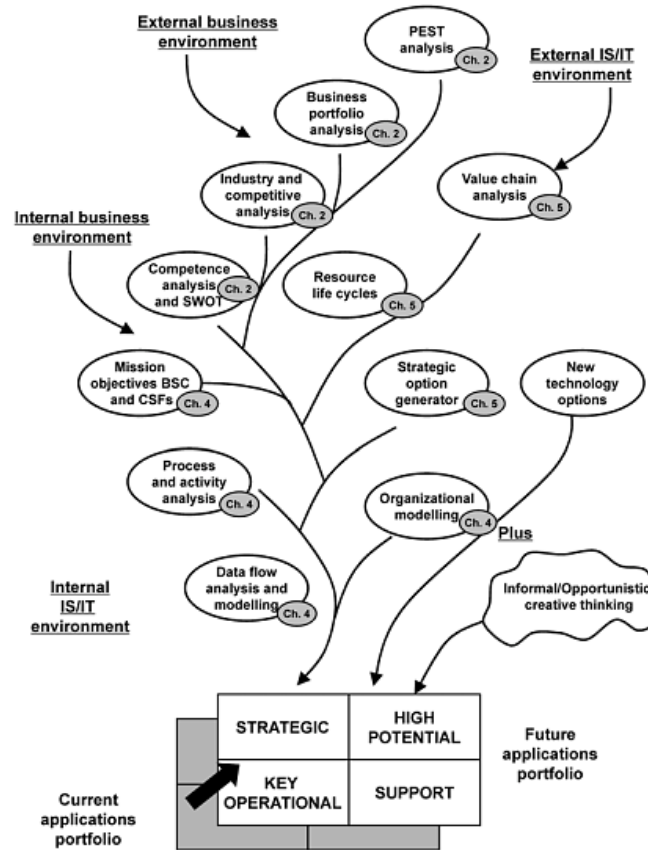 External business
environment
PEST
analysis
Ch. 2
External IS/IT
environment
Business
portfolio
analysis
Ch. 2
Industry and
competitive
analysis
Ch. 2
Value chain
analysis
Ch. 5
Internal business
environment
Competence
analysis
and SWOT
Ch. 2
Resource
life cycles
Ch. 5
Mission
objectives BSC
and CSFs
Ch. 4
Strategic
option
generator
Ch. 5
New
technology
options
Process
and activity
analysis
Ch. 4
Organizational
modelling
Ch. 4
Plus
Data flow
analysis and
modelling
Ch. 4
Internal
IS/IT
environment
Informal/Opportunistic
creative thinking
STRATEGIC
HIGH
POTENTIAL
KEY
OPERATIONAL
SUPPORT
Future
applications
portfolio
Current
applications
portfolio